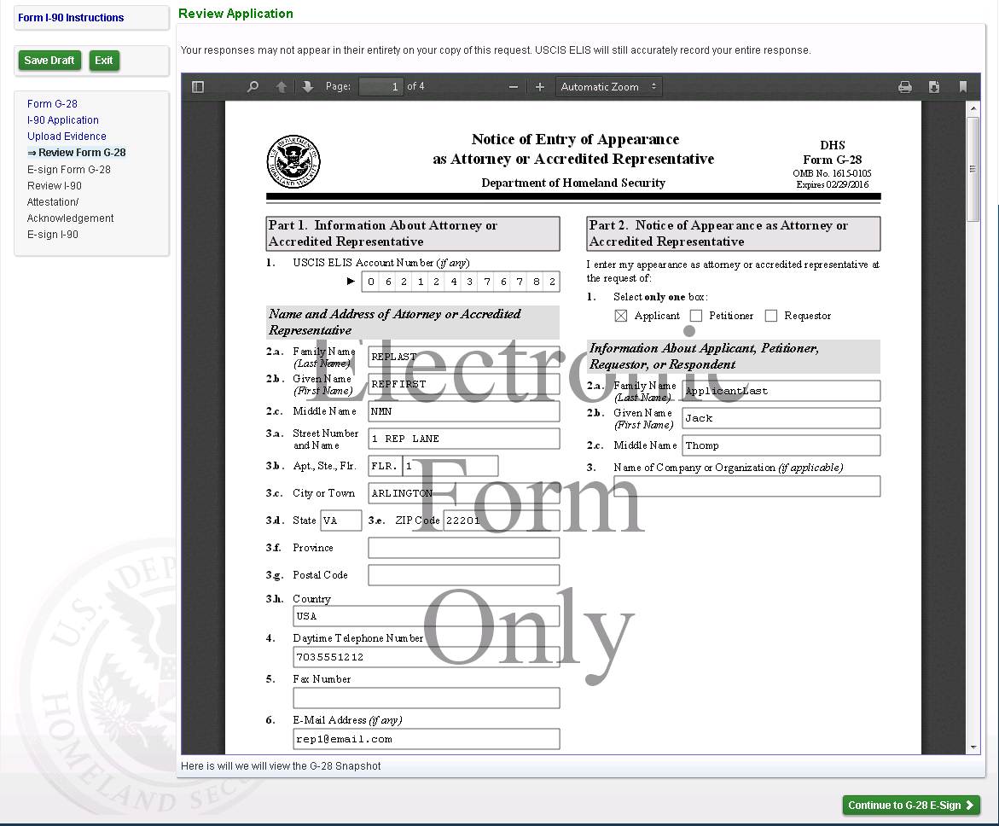 Form I-90 Instructions
Save Draft Exit
Form G-28
I-90 Application
Upload Evidence
⇒ Review Form G-28
E-sign Form G-28
Review I-90
Attestation/
Acknowledgement
E-sign I-90
Review Application
Your responses may not appear in their entirety on your copy of this request. USCIS ELIS will still accurately record your entire response.
Page: 1 of 4 Automatic Zoom
Notice of Entry of Appearance
as Attorney or Accredited Representative
Department of Homeland Security
DHS
Form G-28
OMB No. 1615-0105
Expires 02/29/2016
Part 1. Information About Attorney or
Accredited Representative
1. USCIS ELIS Account Number (if any)
0 6 2 1 2 4 3 7 6 7 8 2
Name and Address of Attorney or Accredited
Representative
2.a. Family Name
(Last Name)
REPLAST
2.b. Given Name
(First Name)
REPFIRST
2.c. Middle Name NMN
3.a. Street Number
and Name
1 REP LANE
3.b. Apt., Ste., Flr. FLR. 1
3.c. City or Town ARLINGTON
3.d. State VA 3.e. ZIP Code 22201
3.f. Province
3.g. Postal Code
3.h. Country
USA
4. Daytime Telephone Number
7035551212
5. Fax Number
6. E-Mail Address (if any)
rep1@email.com
Part 2. Notice of Appearance as Attorney or
Accredited Representative
I enter my appearance as attorney or accredited representative at
the request of:
1. Select only one box:
Applicant Petitioner Requestor
Information About Applicant, Petitioner,
Requestor, or Respondent
2.a. Family Name
(Last Name)
ApplicantLast
2.b. Given Name
(First Name)
Jack
2.c. Middle Name Thomp
3. Name of Company or Organization (if applicable)
Electronic
Form
Only
Here is will we will view the G-28 Snapshot
Continue to G-28 E-Sign